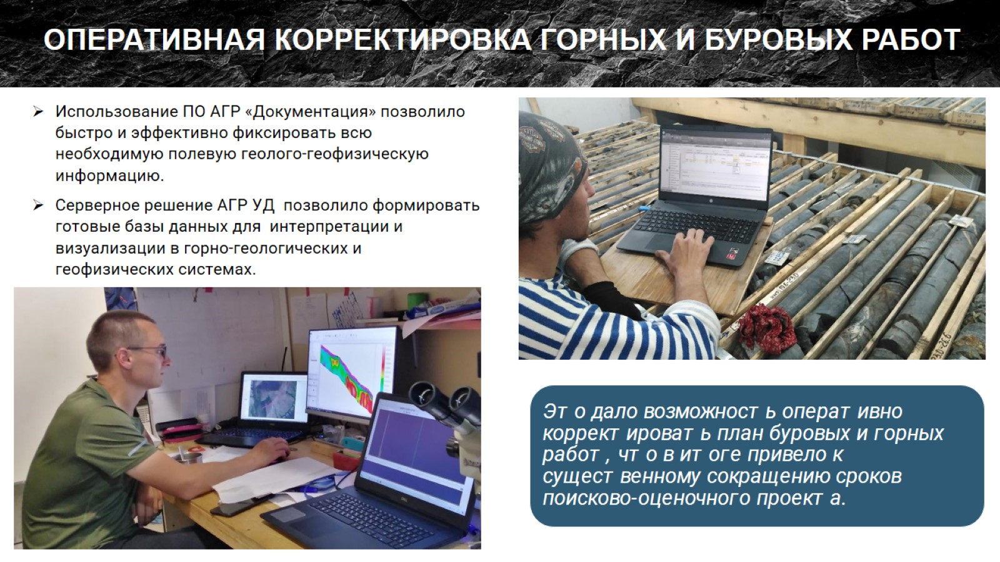 ОПЕРАТИВНАЯ КОРРЕКТИРОВКА ГОРНЫХ И БУРОВЫХ РАБОТ
Использование ПО АГР «Документация» позволило
быстро и эффективно фиксировать всю
необходимую полевую геолого-геофизическую
информацию.
Серверное решение АГР УД позволило формировать
готовые базы данных для интерпретации и
визуализации в горно-геологических и
геофизических системах.
Эт о дало возможност ь операт ивно
коррект ироват ь план буровых и горных
работ , чт о в ит оге привело к
сущест венному сокращению сроков
поисково-оценочного проект а.